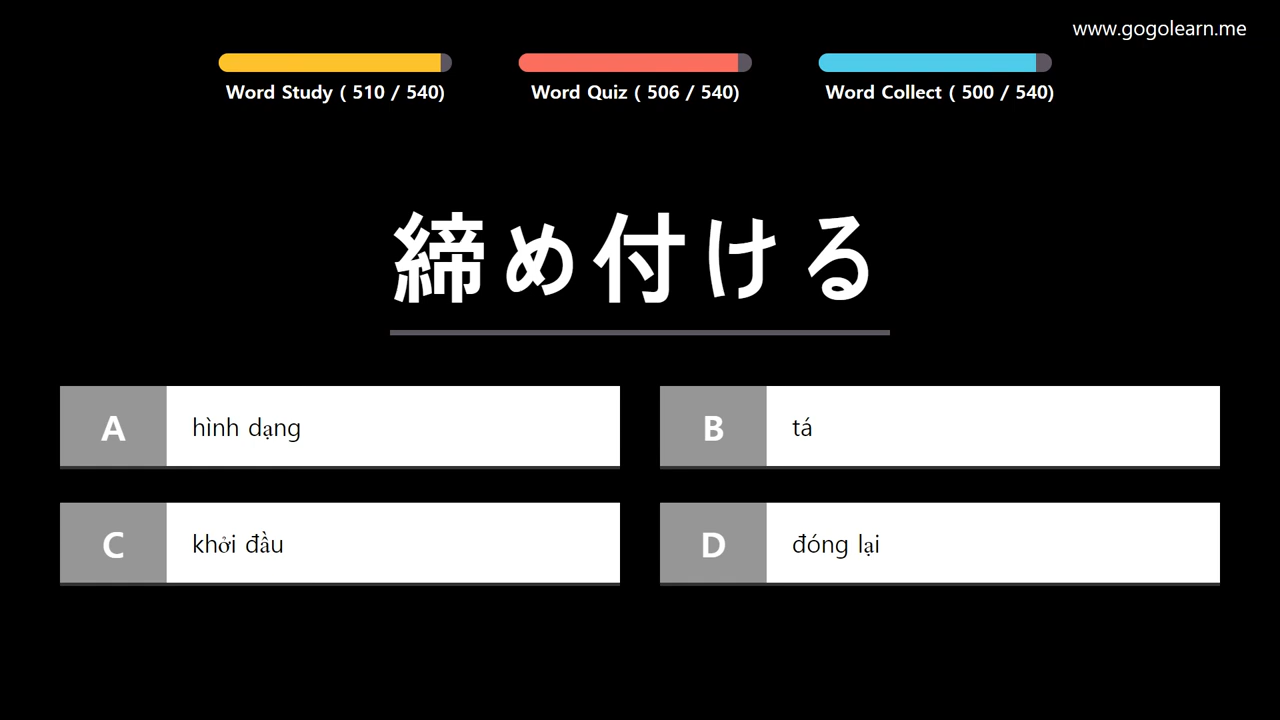 www.gogolearn.me
Word Study ( 510 / 540)
Word Quiz ( 506 / 540)
Word Collect ( 500 / 540)
締め付ける
A hình dạng
B tá
C khởi đầu
D đóng lại